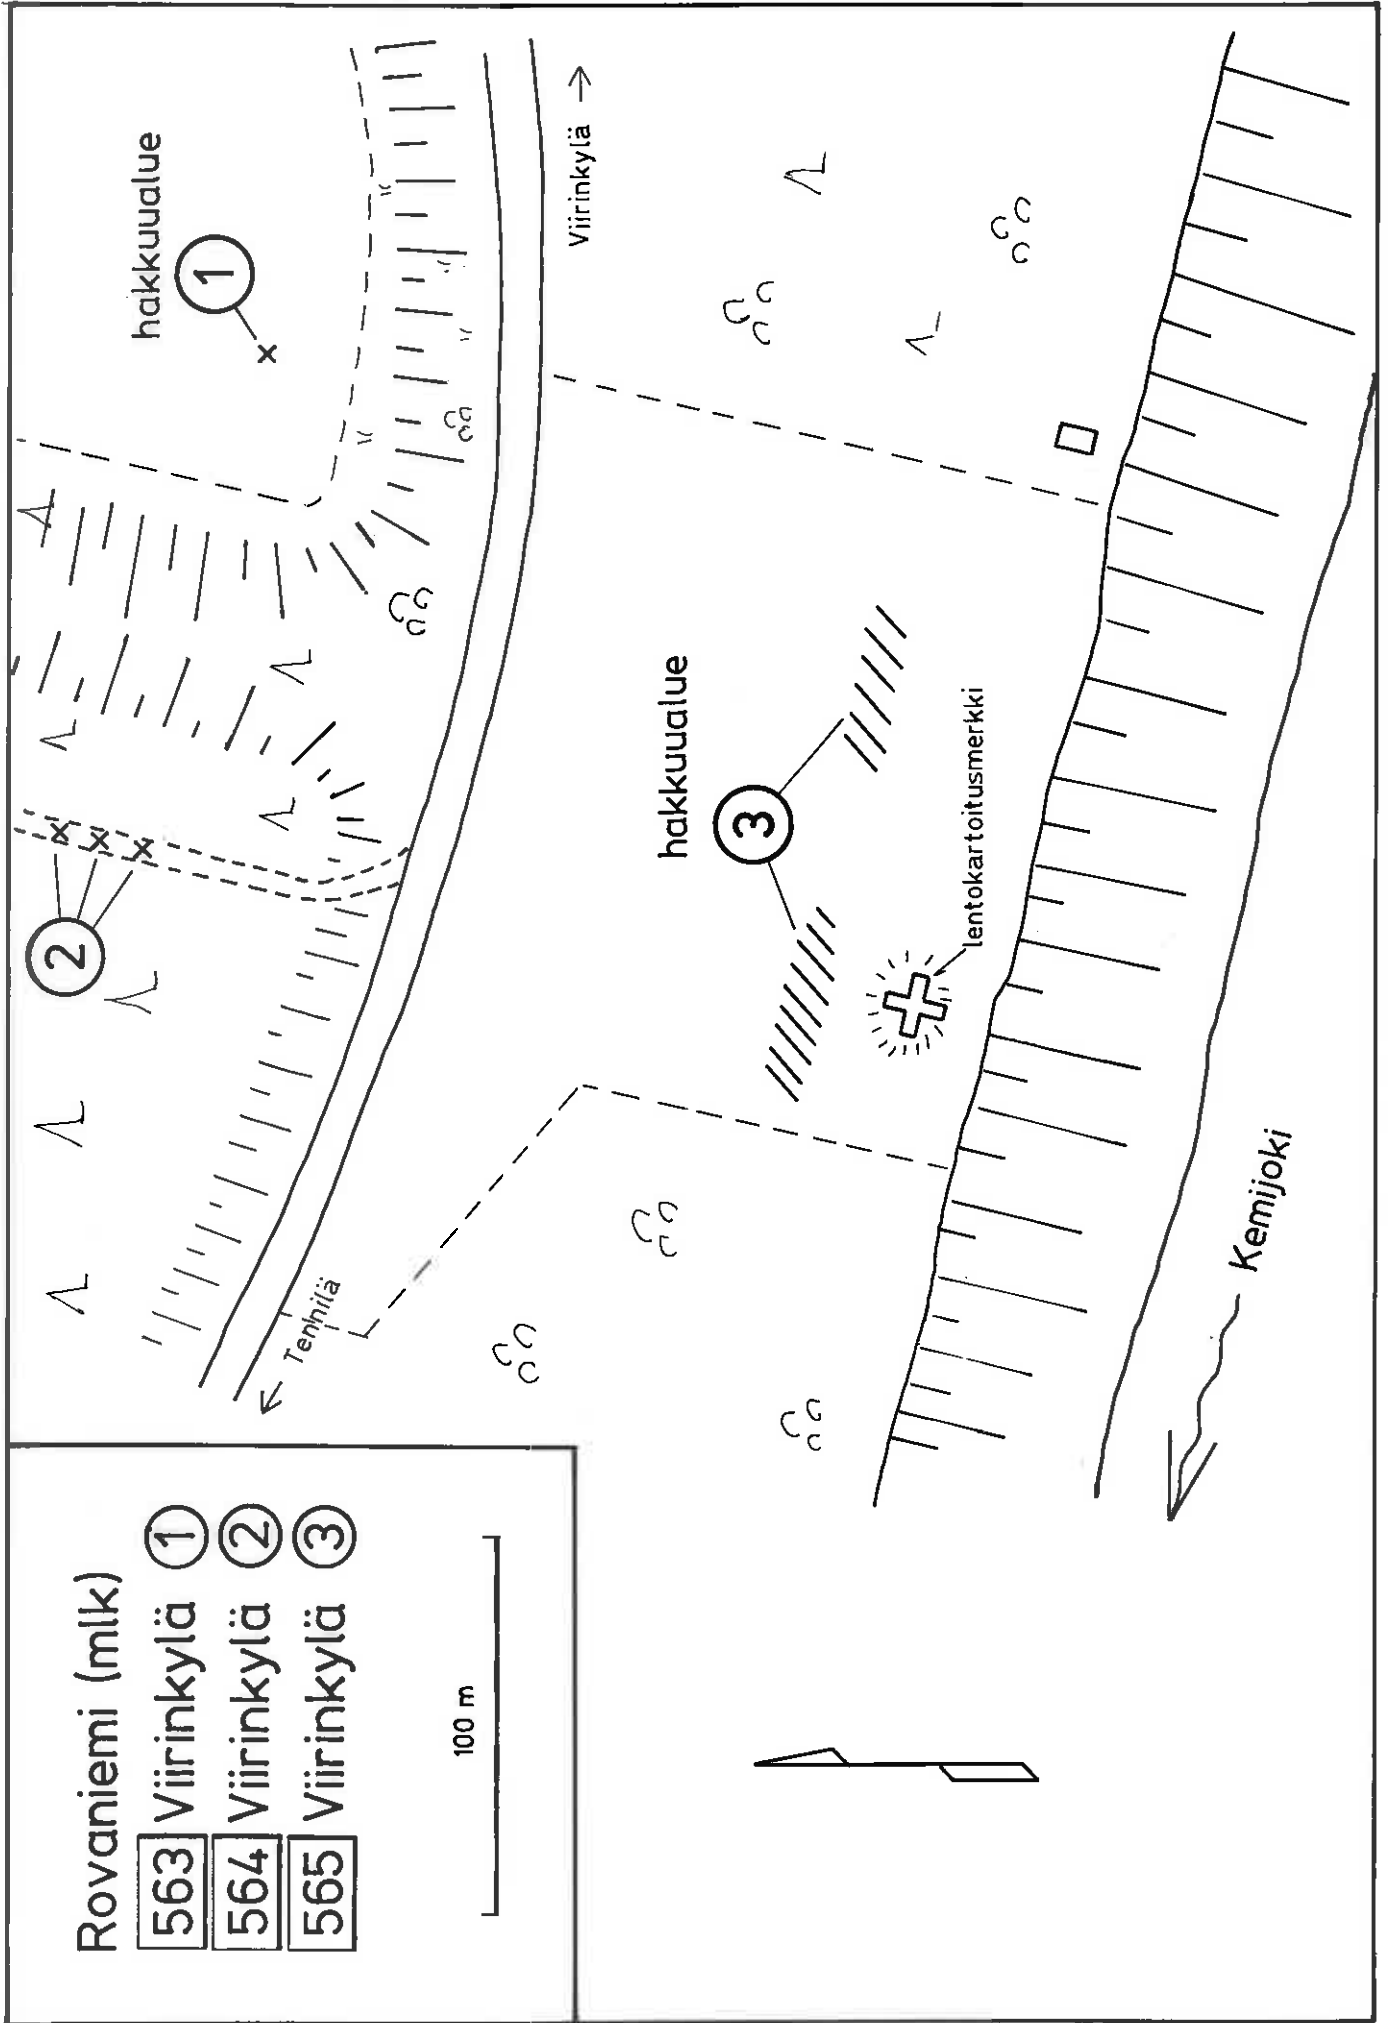 Rovaniemi (mlk)
563 Viirinkylä 1
564 Viirinkylä 2
565 Viirinkylä 3
100 m
2
hakkuualue
1
← Tennilä
Viirinkylä →
hakkuualue
3
lentokartoitusmerkki
Kemijoki